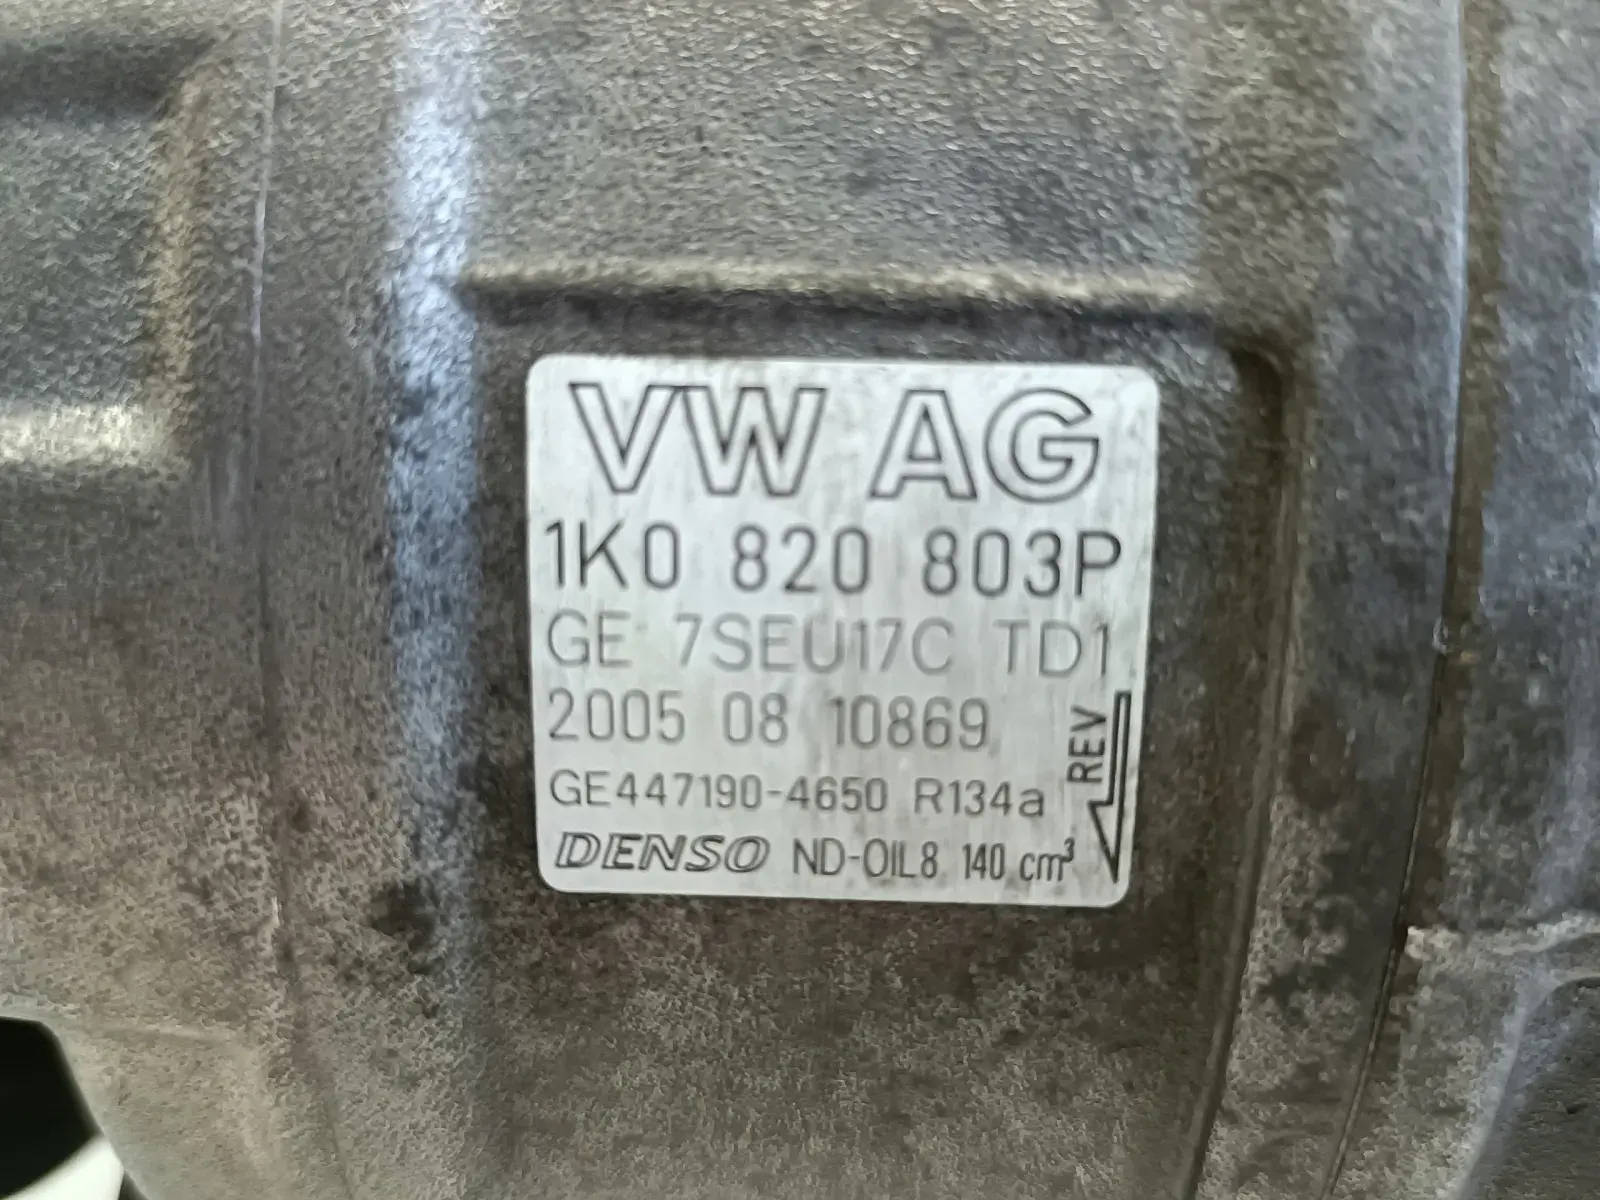 VW AG
1K0 820 803P
GE 7SEU17C TD1
2005 08 10869
REV
GE447190-4650 R134a
DENSO ND-OIL8 140 cm³